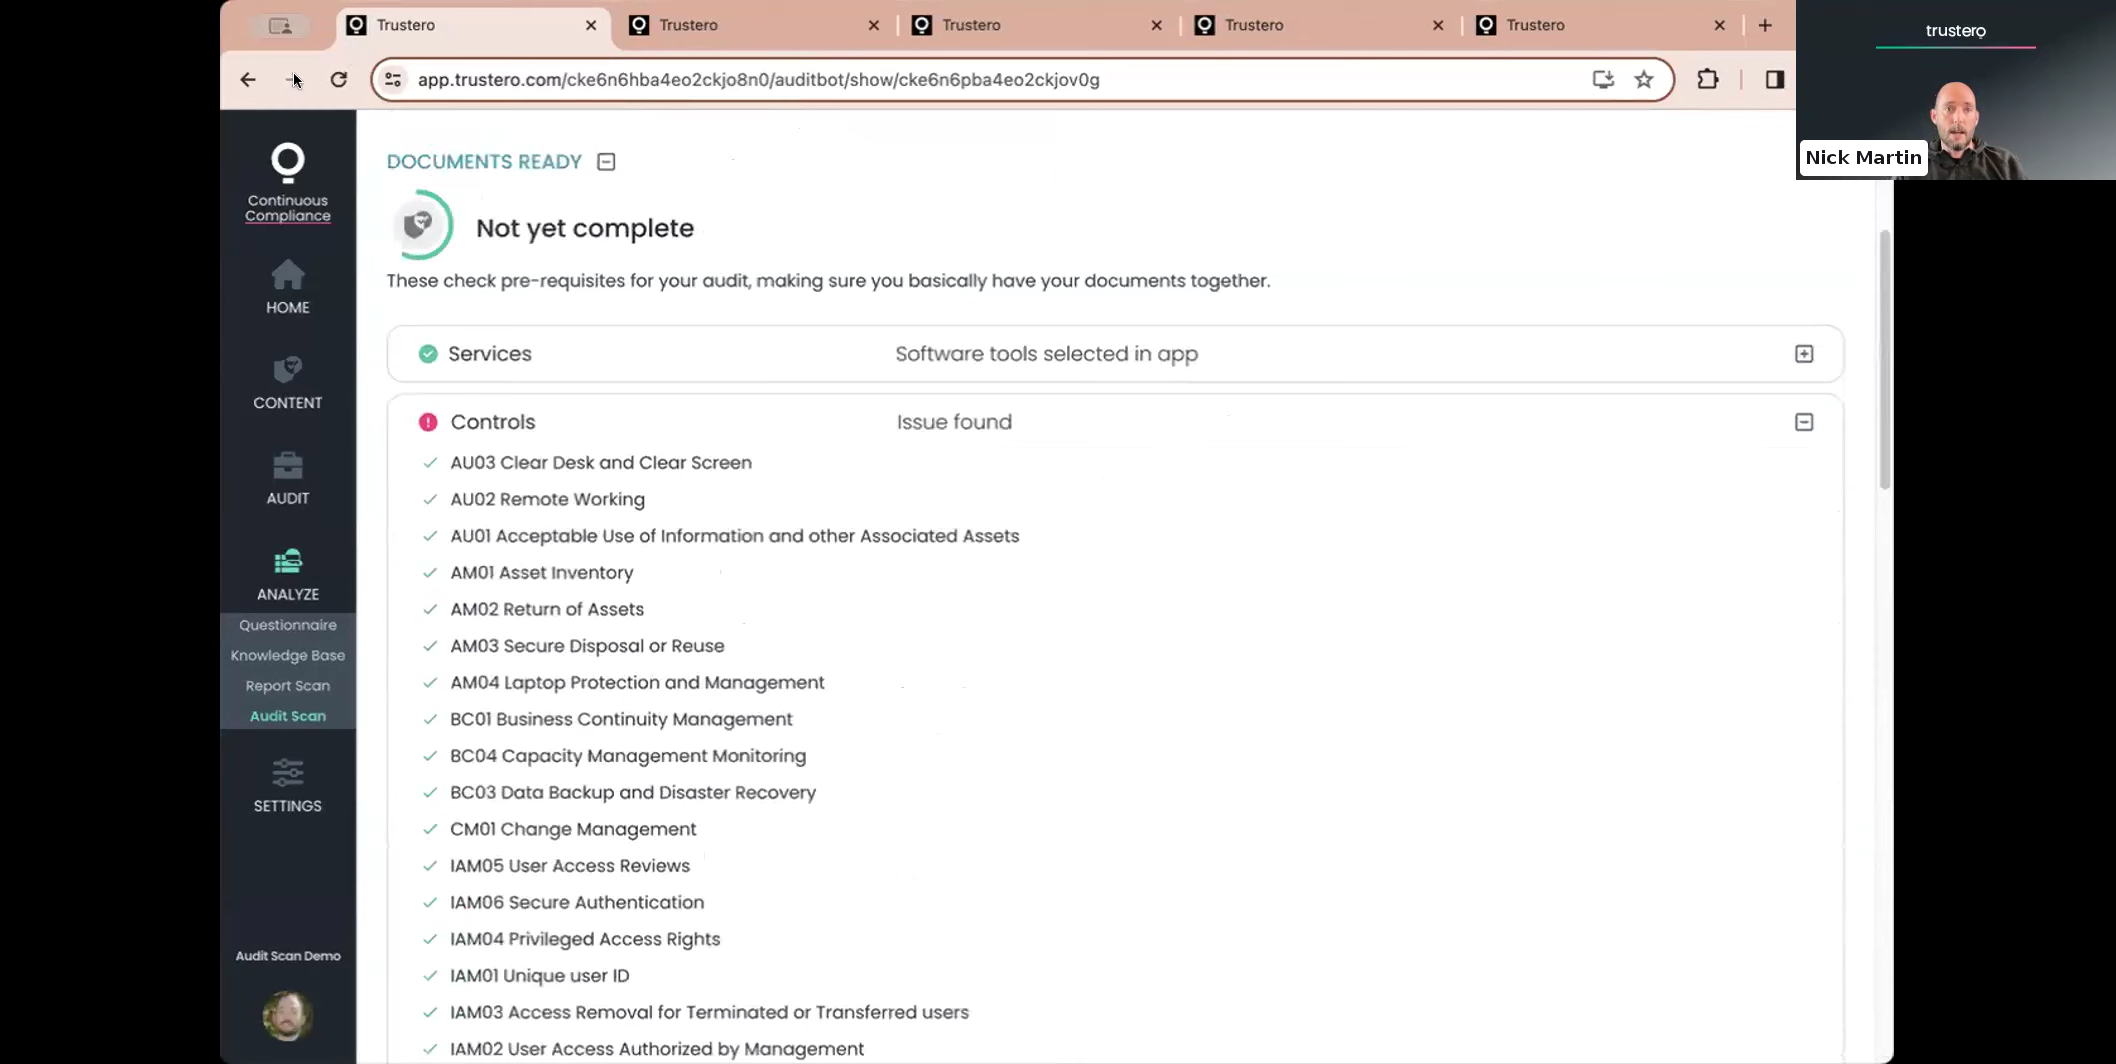 Trustero
Trustero
Trustero
Trustero
Trustero
app.trustero.com/cke6n6hba4eo2ckjo8n0/auditbot/show/cke6n6pba4eo2ckjov0g
trustero
Nick Martin
Continuous
Compliance
HOME
CONTENT
AUDIT
ANALYZE
Questionnaire
Knowledge Base
Report Scan
Audit Scan
SETTINGS
Audit Scan Demo
DOCUMENTS READY
Not yet complete
These check pre-requisites for your audit, making sure you basically have your documents together.
Services Software tools selected in app
Controls Issue found
AU03 Clear Desk and Clear Screen
AU02 Remote Working
AU01 Acceptable Use of Information and other Associated Assets
AM01 Asset Inventory
AM02 Return of Assets
AM03 Secure Disposal or Reuse
AM04 Laptop Protection and Management
BC01 Business Continuity Management
BC04 Capacity Management Monitoring
BC03 Data Backup and Disaster Recovery
CM01 Change Management
IAM05 User Access Reviews
IAM06 Secure Authentication
IAM04 Privileged Access Rights
IAM01 Unique user ID
IAM03 Access Removal for Terminated or Transferred users
IAM02 User Access Authorized by Management